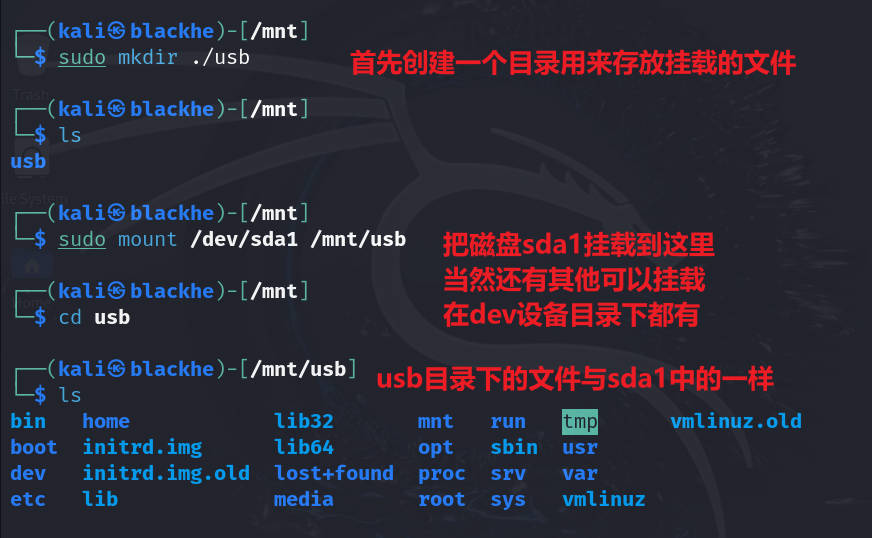 ┌──(kali㉿blackhe)-[/mnt]
└─$ sudo mkdir ./usb
首先创建一个目录用来存放挂载的文件
Trash
┌──(kali㉿blackhe)-[/mnt]
└─$ ls
usb
File System
┌──(kali㉿blackhe)-[/mnt]
└─$ sudo mount /dev/sda1 /mnt/usb
把磁盘sda1挂载到这里
当然还有其他可以挂载
在dev设备目录下都有
┌──(kali㉿blackhe)-[/mnt]
└─$ cd usb
┌──(kali㉿blackhe)-[/mnt/usb]
└─$ ls
usb目录下的文件与sda1中的一样
bin home lib32 mnt run tmp vmlinuz.old
boot initrd.img lib64 opt sbin usr
dev initrd.img.old lost+found proc srv var
etc lib media root sys vmlinuz